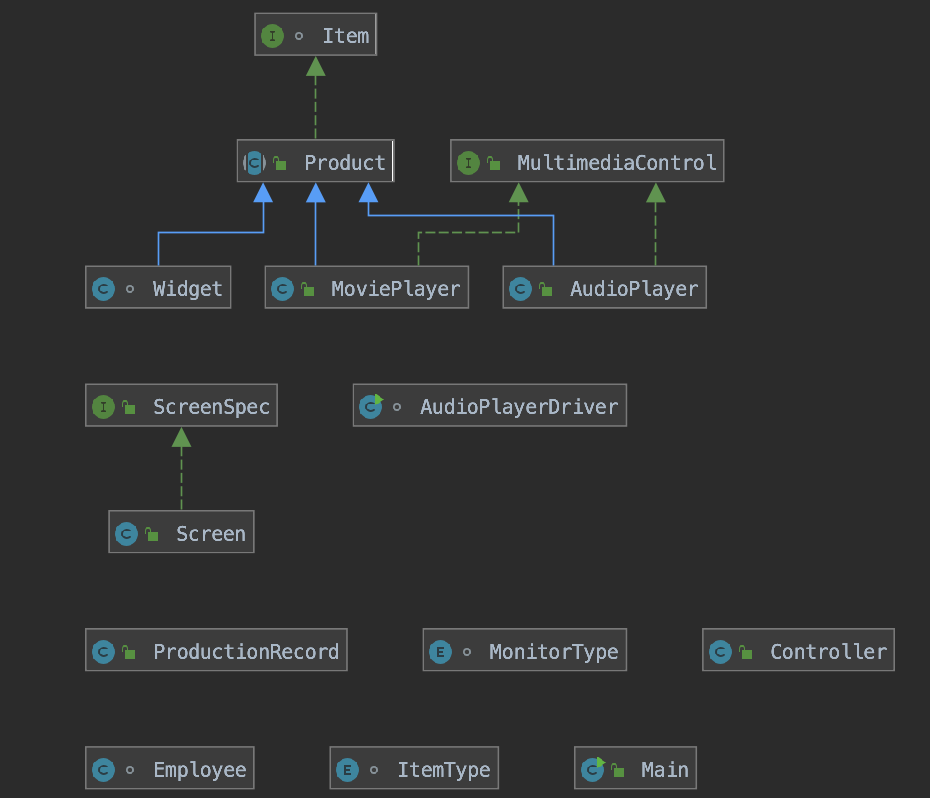 I Item
C Product
I MultimediaControl
C Widget
C MoviePlayer
C AudioPlayer
I ScreenSpec
C AudioPlayerDriver
C Screen
C ProductionRecord
E MonitorType
C Controller
C Employee
E ItemType
C Main